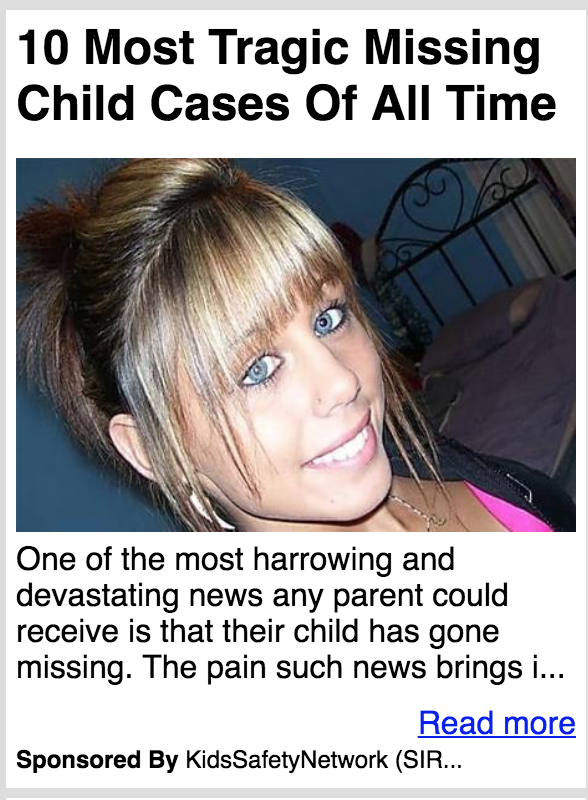 10 Most Tragic Missing
Child Cases Of All Time
One of the most harrowing and
devastating news any parent could
receive is that their child has gone
missing. The pain such news brings i...
Read more
Sponsored By KidsSafetyNetwork (SIR...